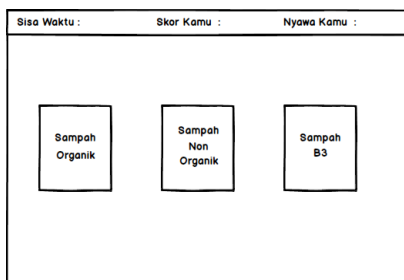 Sisa Waktu : Skor Kamu : Nyawa Kamu :
Sampah
Organik
Sampah
Non
Organik
Sampah
B3